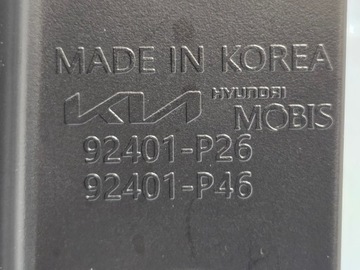 MADE IN KOREA
KIA HYUNDAI
MOBIS
92401-P26
92401-P46